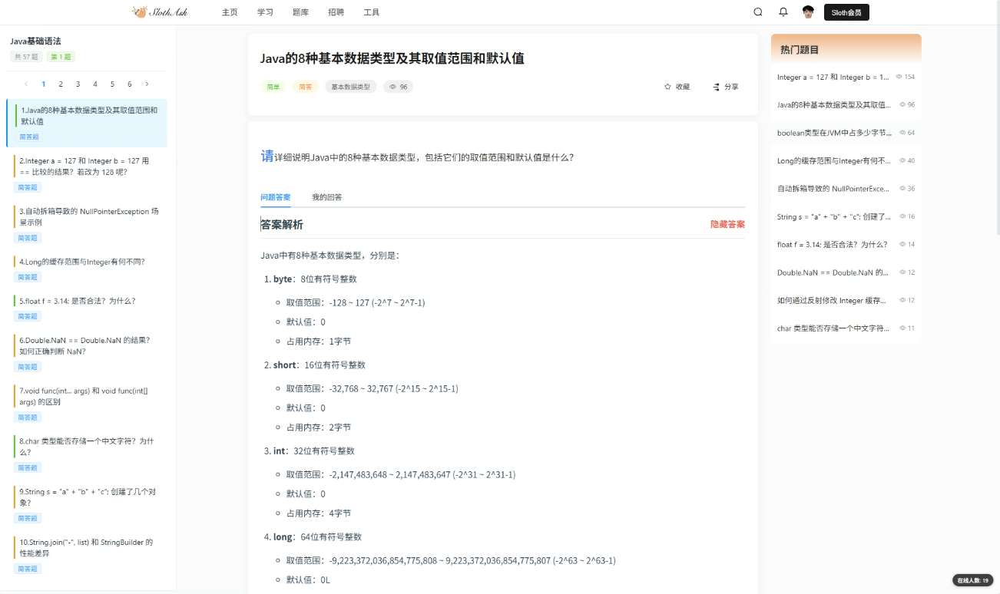 SlothAsk
主页 学习 题库 招聘 工具
Sloth会员
Java基础语法
共 57 题 第 1 题
1 2 3 4 5 6
1.Java的8种基本数据类型及其取值范围和
默认值
简答题
2.Integer a = 127 和 Integer b = 127 用
== 比较的结果？若改为 128 呢？
简答题
3.自动拆箱导致的 NullPointerException 场
景示例
简答题
4.Long的缓存范围与Integer有何不同？
简答题
5.float f = 3.14; 是否合法？为什么？
简答题
6.Double.NaN == Double.NaN 的结果？
如何正确判断 NaN？
简答题
7.void func(int... args) 和 void func(int[]
args) 的区别
简答题
8.char 类型能否存储一个中文字符？为什
么？
简答题
9.String s = "a" + "b" + "c"; 创建了几个对
象？
简答题
10.String.join("-", list) 和 StringBuilder 的
性能差异
简答题
Java的8种基本数据类型及其取值范围和默认值
简单 简答 基本数据类型 96
收藏 分享
请详细说明Java中的8种基本数据类型，包括它们的取值范围和默认值是什么？
问题答案 我的回答
答案解析 隐藏答案
Java中有8种基本数据类型，分别是：
1. byte：8位有符号整数
取值范围：-128 ~ 127 (-2^7 ~ 2^7-1)
默认值：0
占用内存：1字节
2. short：16位有符号整数
取值范围：-32,768 ~ 32,767 (-2^15 ~ 2^15-1)
默认值：0
占用内存：2字节
3. int：32位有符号整数
取值范围：-2,147,483,648 ~ 2,147,483,647 (-2^31 ~ 2^31-1)
默认值：0
占用内存：4字节
4. long：64位有符号整数
取值范围：-9,223,372,036,854,775,808 ~ 9,223,372,036,854,775,807 (-2^63 ~ 2^63-1)
默认值：0L
热门题目
Integer a = 127 和 Integer b = 1... 154
Java的8种基本数据类型及其取值... 96
boolean类型在JVM中占多少字节... 64
Long的缓存范围与Integer有何不... 40
自动拆箱导致的 NullPointerExce... 36
String s = "a" + "b" + "c"; 创建了... 16
float f = 3.14; 是否合法？为什么？ 14
Double.NaN == Double.NaN 的... 12
如何通过反射修改 Integer 缓存... 12
char 类型能否存储一个中文字符... 11
在线人数: 19